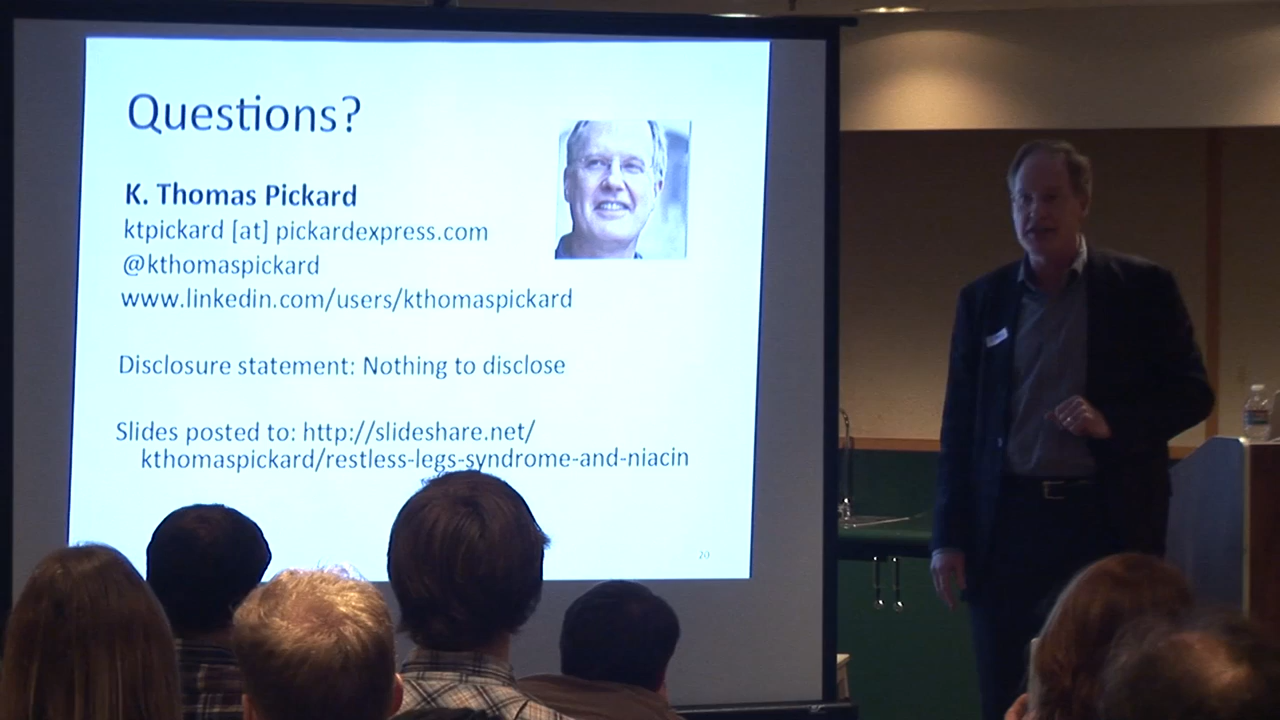 Questions?
K. Thomas Pickard
ktpickard [at] pickardexpress.com
@kthomaspickard
www.linkedin.com/users/kthomaspickard
Disclosure statement: Nothing to disclose
Slides posted to: http://slideshare.net/
kthomaspickard/restless-legs-syndrome-and-niacin
20